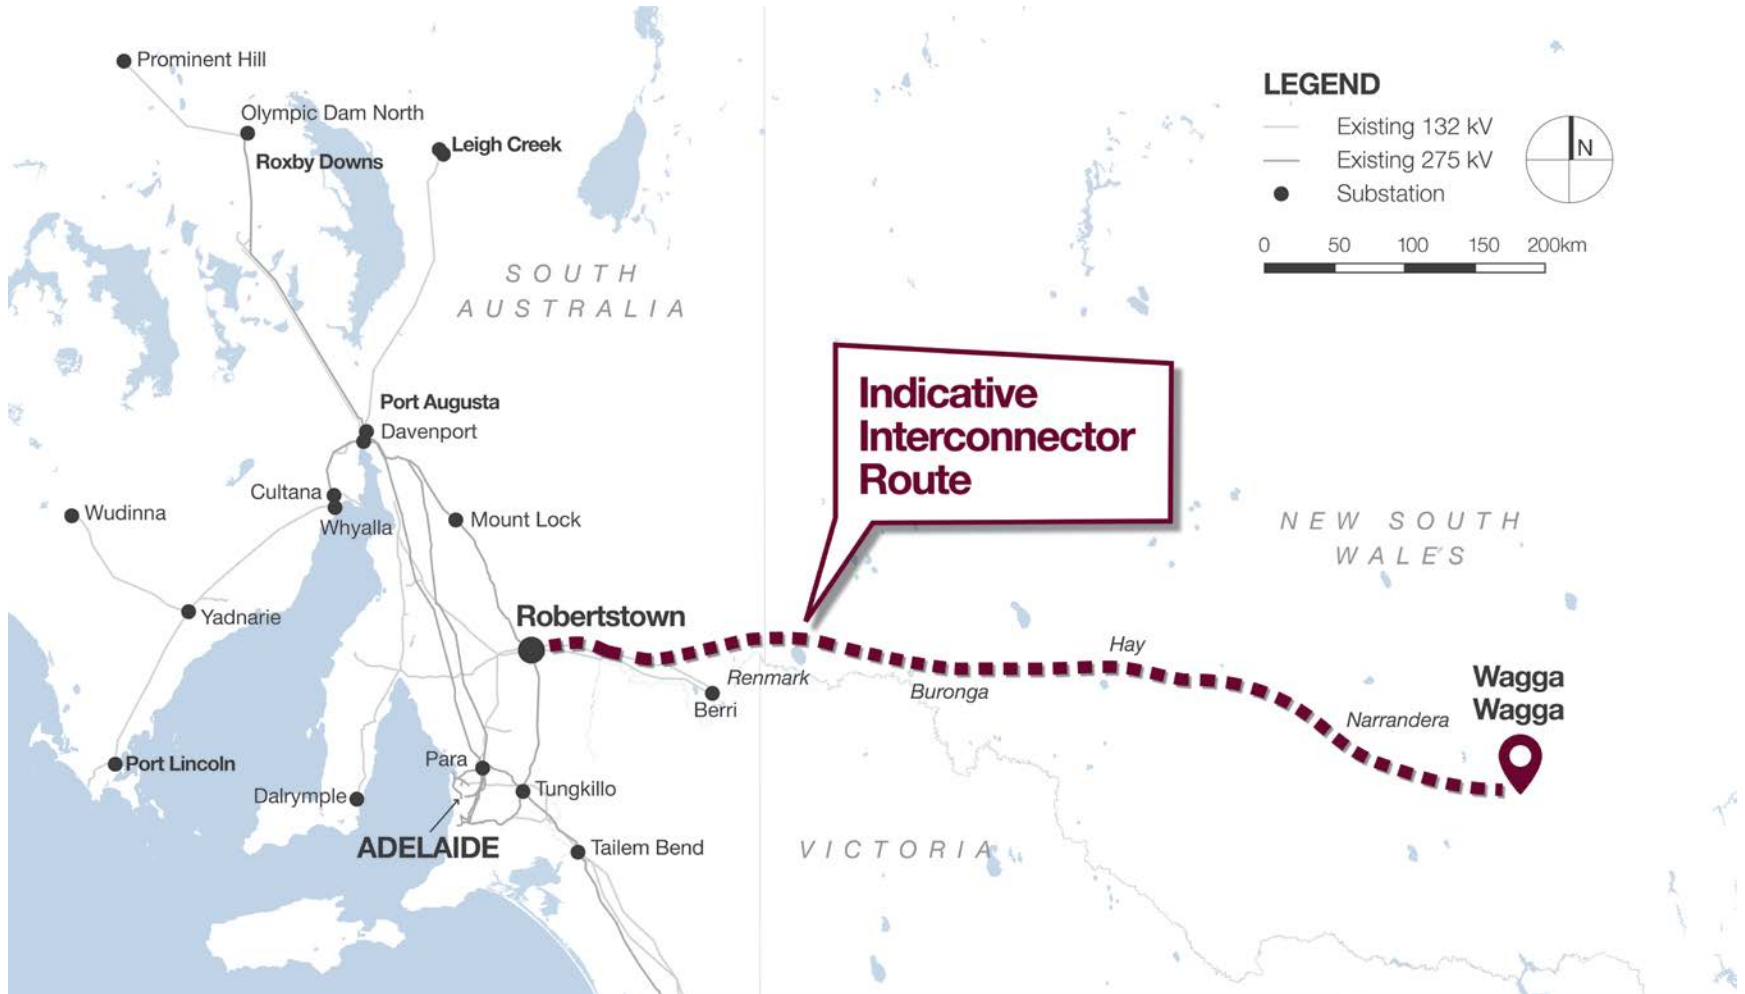 Prominent Hill
Olympic Dam North
Roxby Downs
Leigh Creek
LEGEND
Existing 132 kV
Existing 275 kV
Substation
N
0 50 100 150 200km
SOUTH
AUSTRALIA
Indicative
Interconnector
Route
Port Augusta
Davenport
Cultana
Whyalla
Wudinna
Mount Lock
NEW SOUTH
WALES
Yadnarie
Robertstown
Renmark
Berri
Buronga
Hay
Narrandera
Wagga
Wagga
Port Lincoln
Para
Dalrymple
Tungkillo
ADELAIDE
Tailem Bend
VICTORIA